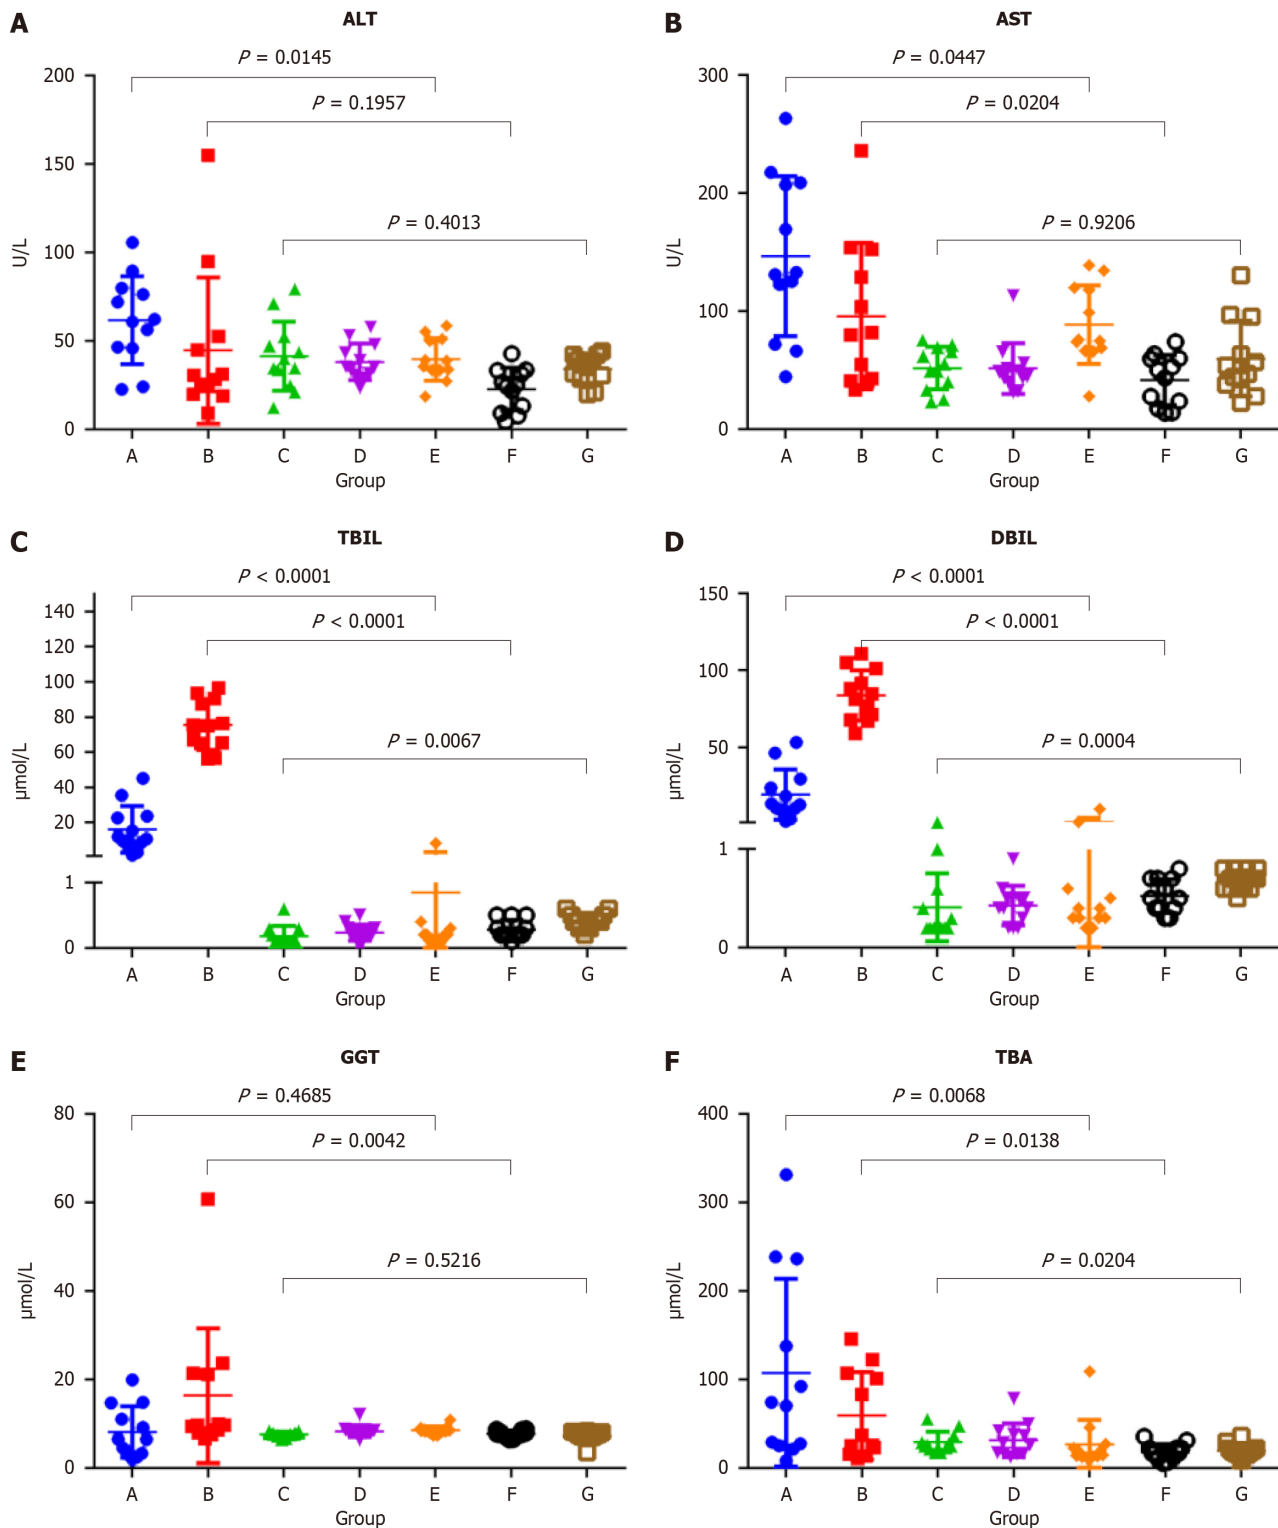 A
ALT
P = 0.0145
P = 0.1957
P = 0.4013
U/L
200
150
100
50
0
A B C D E F G
Group
B
AST
P = 0.0447
P = 0.0204
P = 0.9206
U/L
300
200
100
0
A B C D E F G
Group
C
TBIL
P < 0.0001
P < 0.0001
P = 0.0067
μmol/L
140
120
100
80
60
40
20
1
0
A B C D E F G
Group
D
DBIL
P < 0.0001
P < 0.0001
P = 0.0004
μmol/L
150
100
50
1
0
A B C D E F G
Group
E
GGT
P = 0.4685
P = 0.0042
P = 0.5216
μmol/L
80
60
40
20
0
A B C D E F G
Group
F
TBA
P = 0.0068
P = 0.0138
P = 0.0204
μmol/L
400
300
200
100
0
A B C D E F G
Group